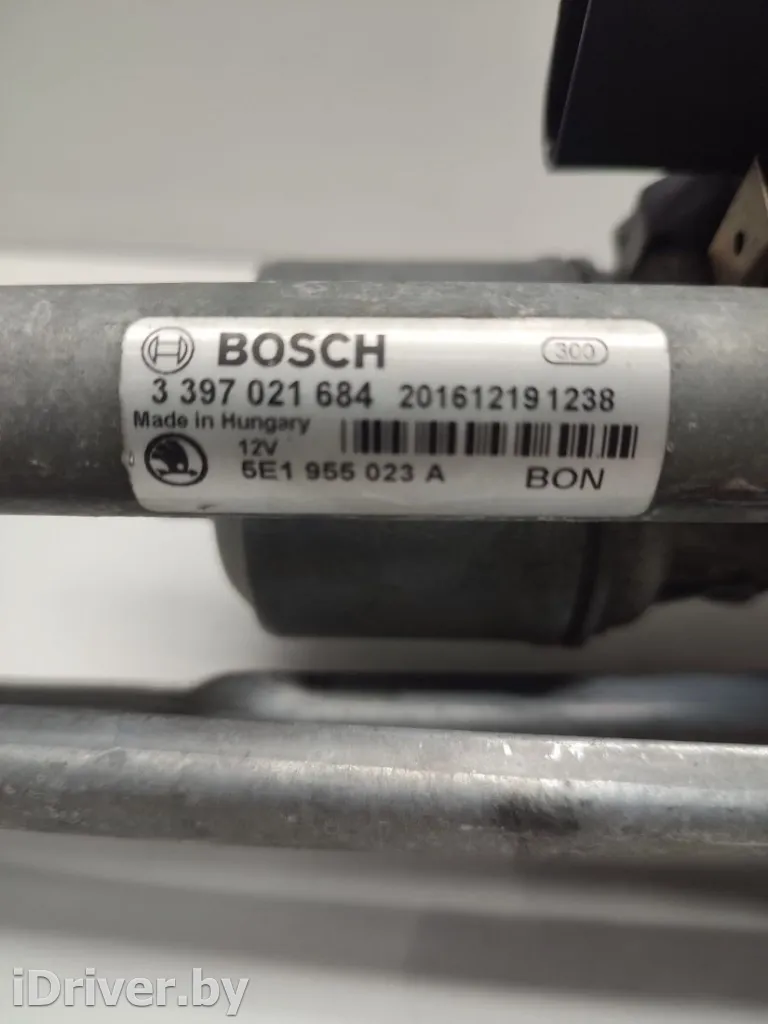 BOSCH 300
3 397 021 684 201612191238
Made in Hungary
12V
5E1 955 023 A BON
iDriver.by